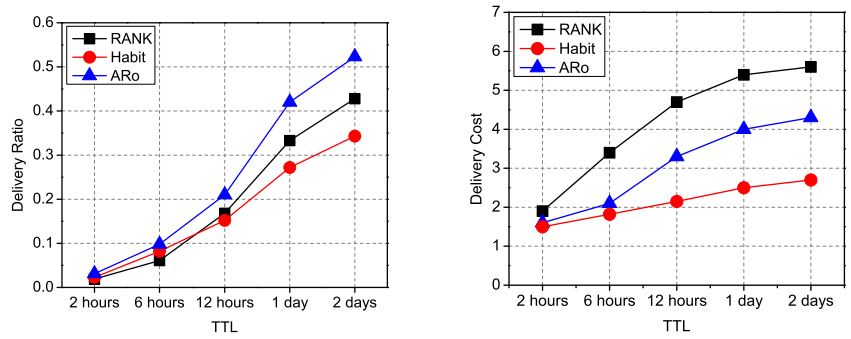 0.6
0.5
0.4
0.3
0.2
0.1
0.0
Delivery Ratio
RANK
Habit
ARo
2 hours 6 hours 12 hours 1 day 2 days
TTL
7
6
5
4
3
2
1
0
Delivery Cost
RANK
Habit
ARo
2 hours 6 hours 12 hours 1 day 2 days
TTL